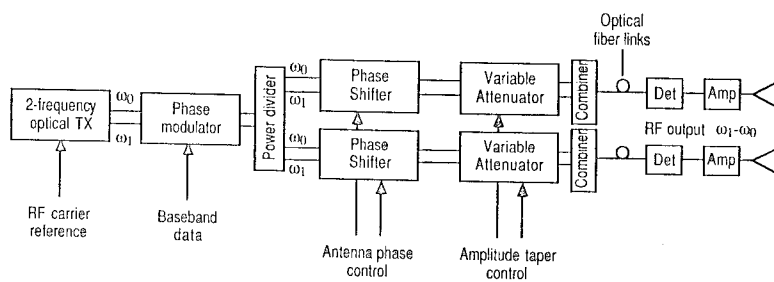 Optical
fiber links
2-frequency
optical TX
ω0
ω1
Phase
modulator
Power divider
ω0
ω1
Phase
Shifter
Variable
Attenuator
Combiner
Det
Amp
RF output ω1-ω0
ω0
ω1
Phase
Shifter
Variable
Attenuator
Combiner
Det
Amp
RF carrier
reference
Baseband
data
Antenna phase
control
Amplitude taper
control